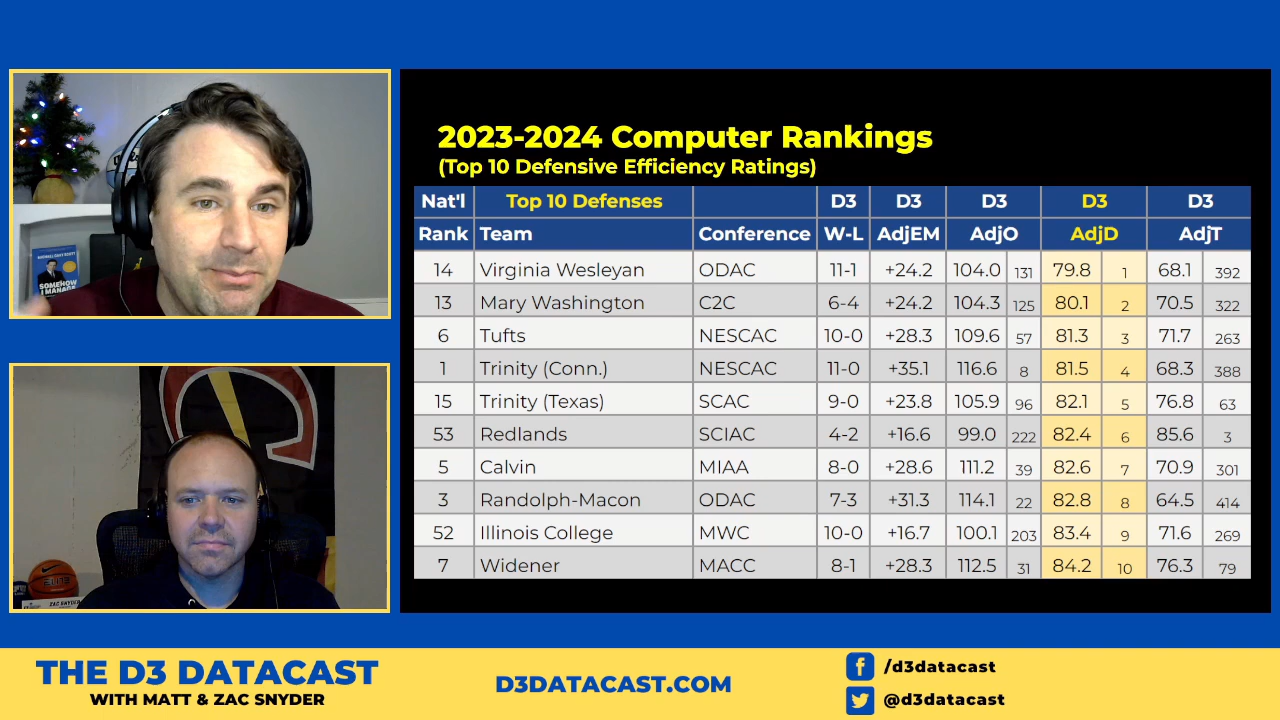 2023-2024 Computer Rankings
(Top 10 Defensive Efficiency Ratings)
Nat'l Top 10 Defenses D3 D3 D3 D3 D3
Rank Team Conference W-L AdjEM AdjO AdjD AdjT
14 Virginia Wesleyan ODAC 11-1 +24.2 104.0 131 79.8 1 68.1 392
13 Mary Washington C2C 6-4 +24.2 104.3 125 80.1 2 70.5 322
6 Tufts NESCAC 10-0 +28.3 109.6 57 81.3 3 71.7 263
1 Trinity (Conn.) NESCAC 11-0 +35.1 116.6 8 81.5 4 68.3 388
15 Trinity (Texas) SCAC 9-0 +23.8 105.9 96 82.1 5 76.8 63
53 Redlands SCIAC 4-2 +16.6 99.0 222 82.4 6 85.6 3
5 Calvin MIAA 8-0 +28.6 111.2 39 82.6 7 70.9 301
3 Randolph-Macon ODAC 7-3 +31.3 114.1 22 82.8 8 64.5 414
52 Illinois College MWC 10-0 +16.7 100.1 203 83.4 9 71.6 269
7 Widener MACC 8-1 +28.3 112.5 31 84.2 10 76.3 79
SOMEHOW
I MANAGE
ZAC SNYDER
THE D3 DATACAST
WITH MATT & ZAC SNYDER
D3DATACAST.COM
/d3datacast
@d3datacast